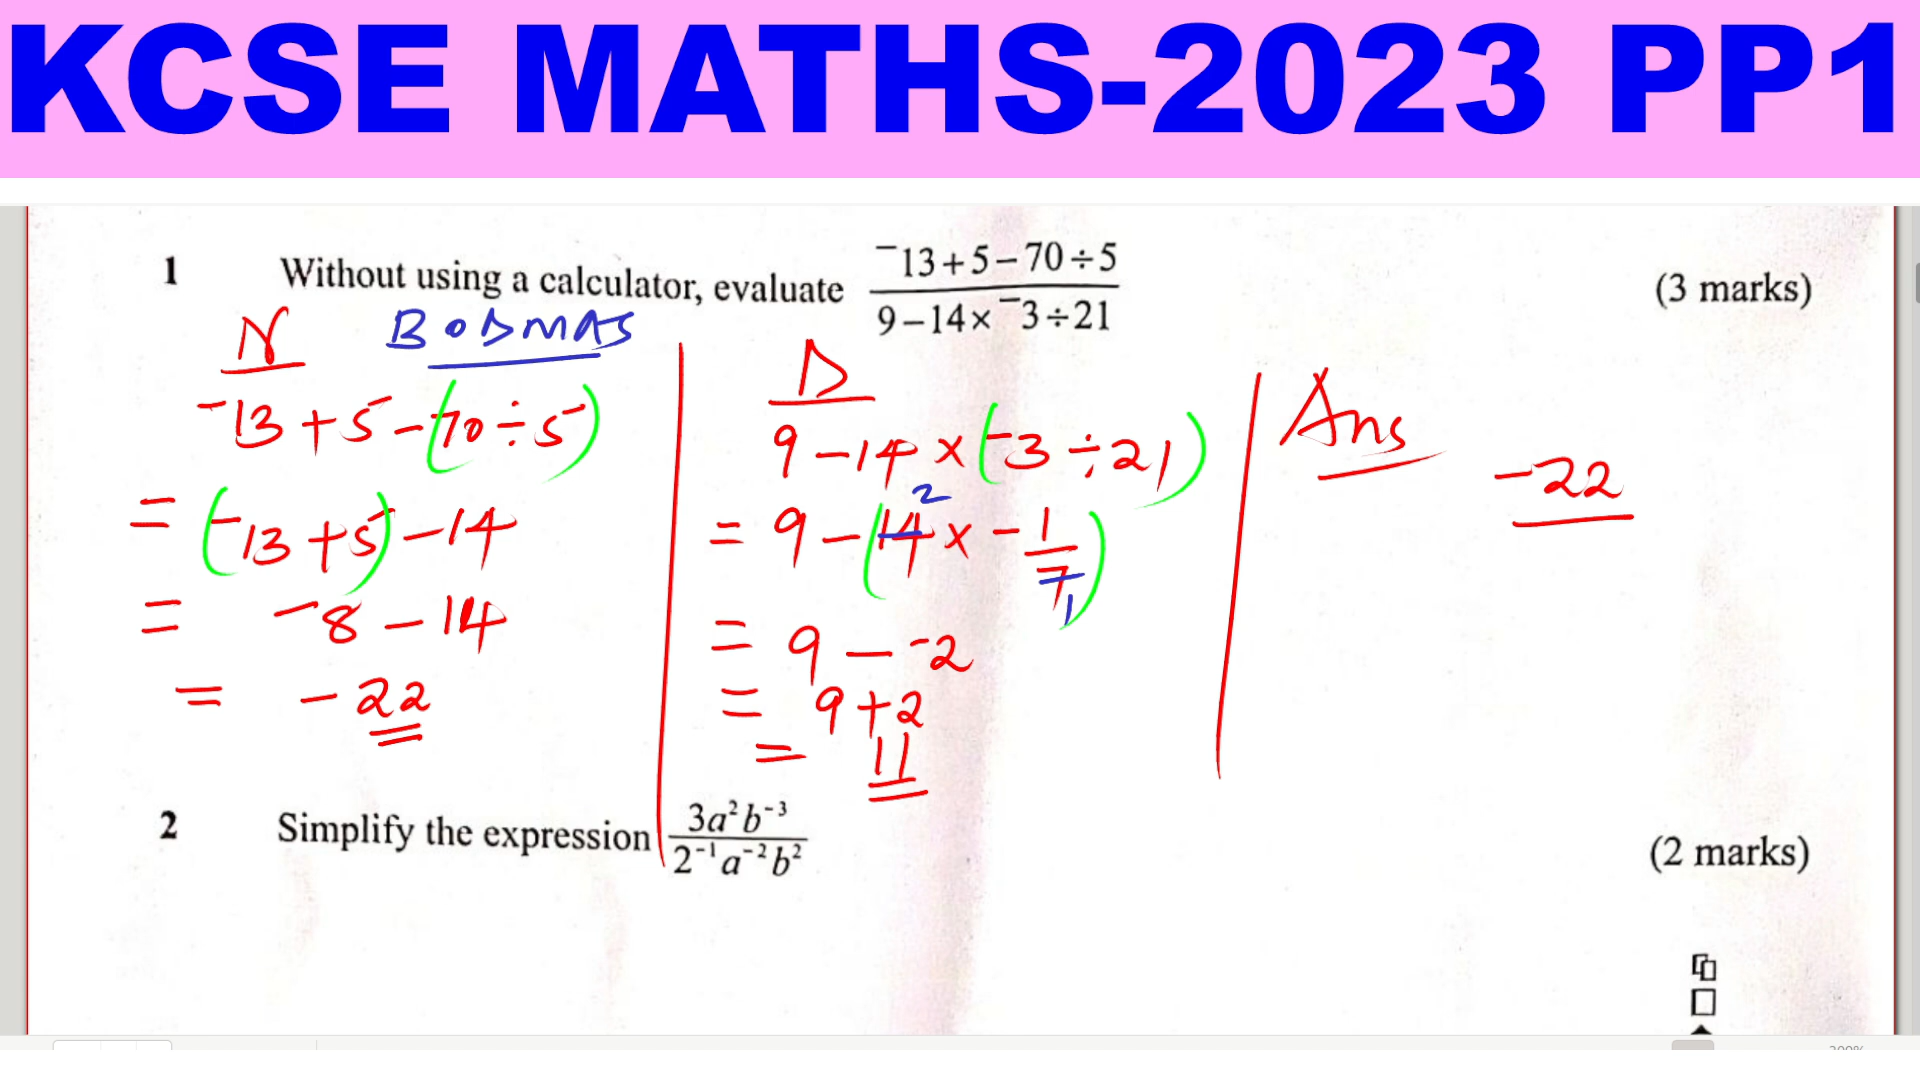 KCSE MATHS-2023 PP1
1 Without using a calculator, evaluate ⁻13+5−70÷5 / 9−14×⁻3÷21 (3 marks)
N BODMAS
⁻13+5−(70÷5)
= (⁻13+5)−14
= ⁻8−14
= −22
D
9−14×(⁻3÷21)
= 9−(14×−1/7) 2 1
= 9−⁻2
= 9+2
= 11
Ans
−22
2 Simplify the expression 3a²b⁻³ / 2⁻¹a⁻²b² (2 marks)